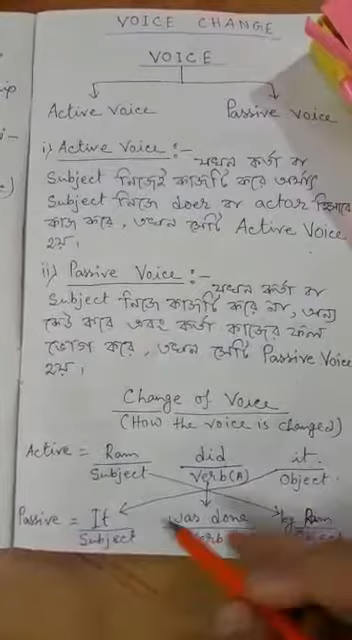 VOICE CHANGE
VOICE
Active Voice Passive voice
i) Active Voice :- যখন কর্তা বা
Subject নিজেই কাজটি করে অর্থাৎ
Subject নিজে doer বা actor হিসাবে
কাজ করে, তখন সেটি Active Voice
হয়।
ii) Passive Voice :- যখন কর্তা বা
Subject নিজে কাজটি করে না, অন্য
কেউ করে এবং কর্তা কাজের ফল
ভোগ করে, তখন সেটি Passive Voice
হয়।
Change of Voice
(How the voice is changed)
Active = Ram did it.
Subject Verb(A) Object
Passive = It was done by Ram
Subject